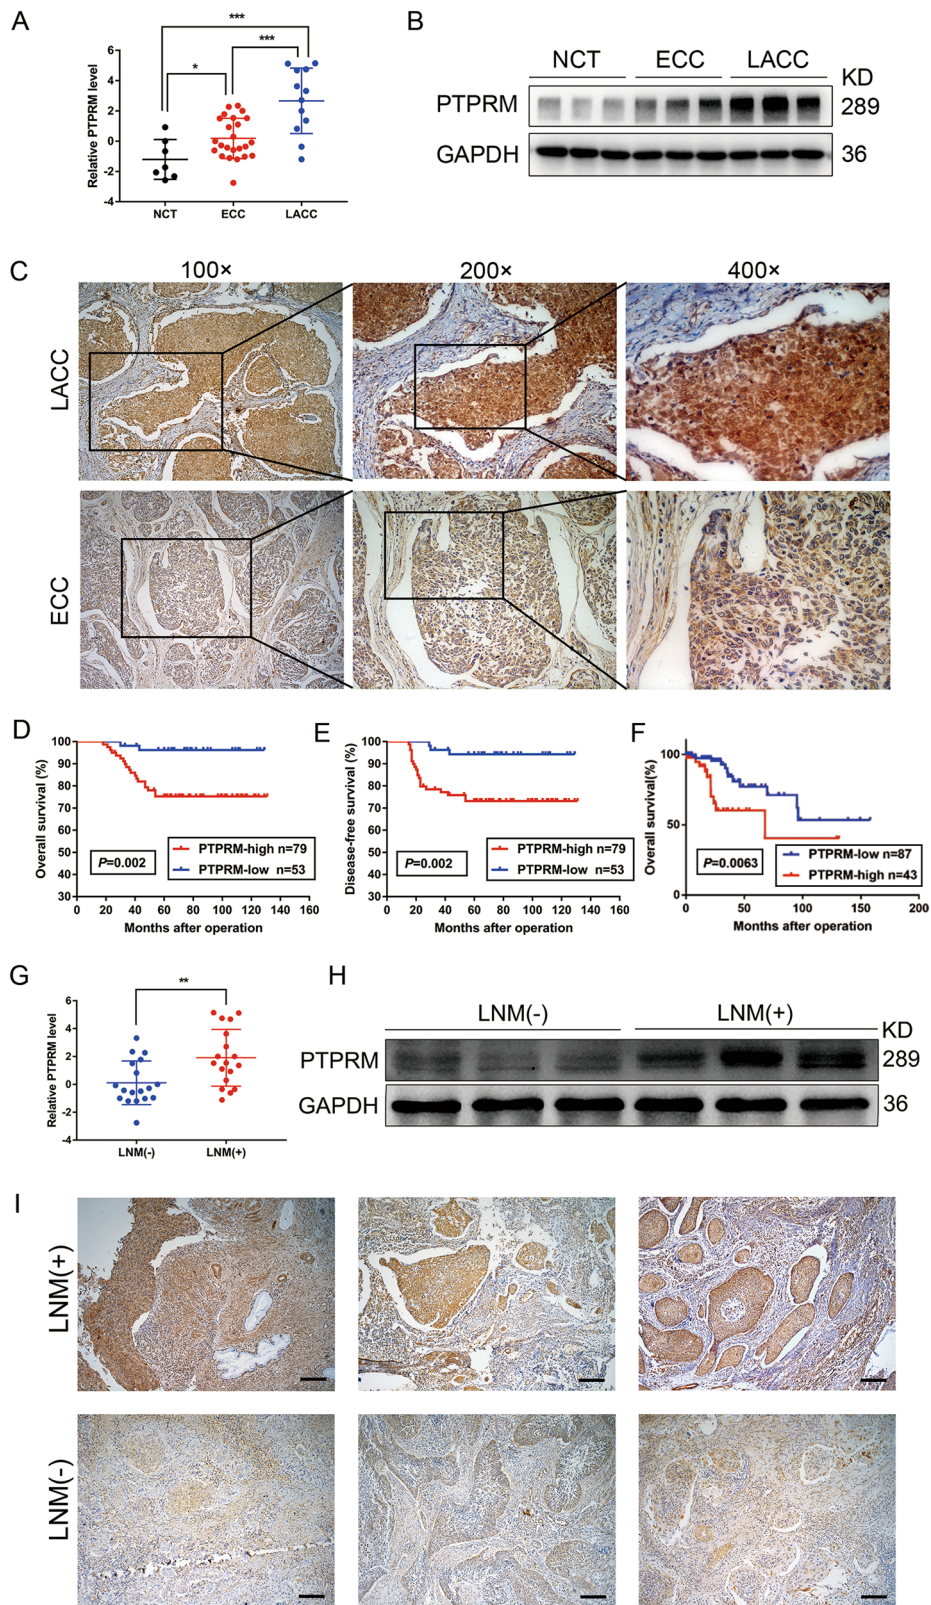 A
***
***
*
Relative PTPRM level
6
4
2
0
-2
-4
NCT ECC LACC
B
NCT ECC LACC
KD
PTPRM 289
GAPDH 36
C
100× 200× 400×
LACC
ECC
D
Overall survival (%)
100
90
80
70
60
50
40
30
P=0.002
PTPRM-high n=79
PTPRM-low n=53
0 20 40 60 80 100 120 140 160
Months after operation
E
Disease-free survival (%)
100
90
80
70
60
50
40
30
P=0.002
PTPRM-high n=79
PTPRM-low n=53
0 20 40 60 80 100 120 140 160
Months after operation
F
Overall survival(%)
100
50
0
P=0.0063
PTPRM-low n=87
PTPRM-high n=43
0 50 100 150 200
Months after operation
G
**
Relative PTPRM level
6
4
2
0
-2
-4
LNM(-) LNM(+)
H
LNM(-) LNM(+)
KD
PTPRM 289
GAPDH 36
I
LNM(+)
LNM(-)